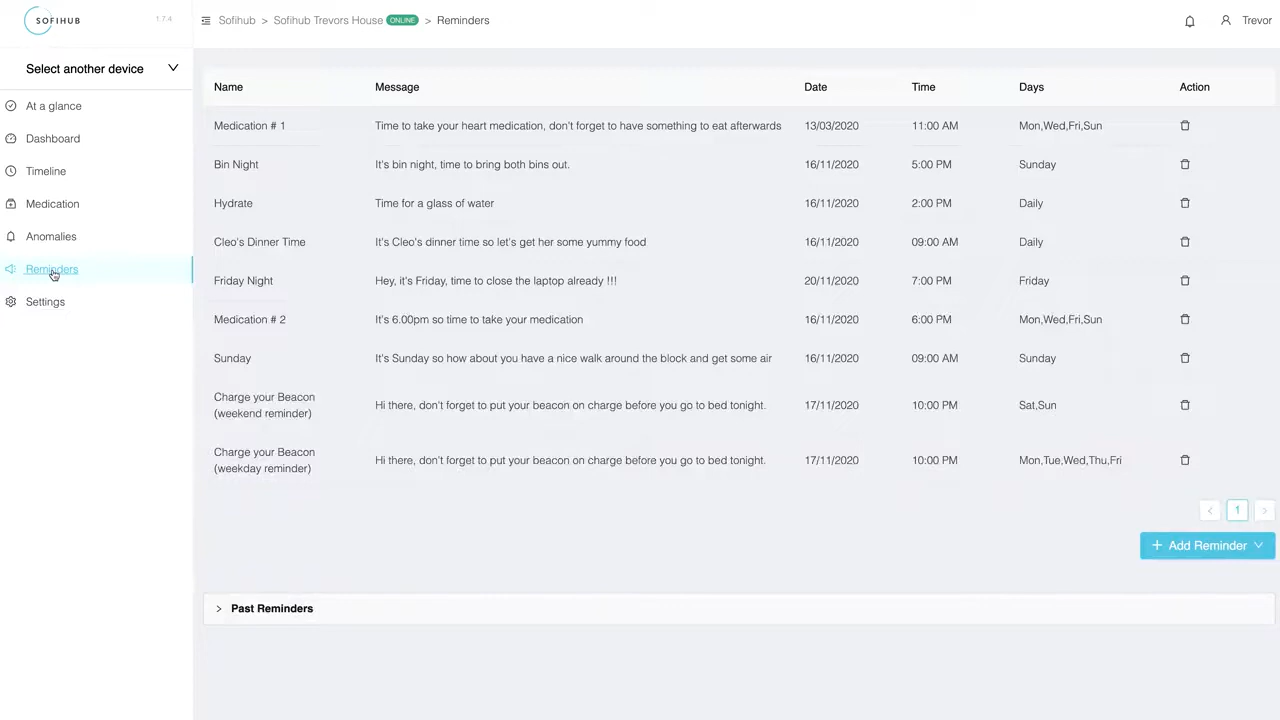 SOFIHUB 1.7.4
Sofihub > Sofihub Trevors House ONLINE > Reminders
Trevor
Select another device
At a glance
Dashboard
Timeline
Medication
Anomalies
Reminders
Settings
Name Message Date Time Days Action
Medication # 1 Time to take your heart medication, don't forget to have something to eat afterwards 13/03/2020 11:00 AM Mon,Wed,Fri,Sun
Bin Night It's bin night, time to bring both bins out. 16/11/2020 5:00 PM Sunday
Hydrate Time for a glass of water 16/11/2020 2:00 PM Daily
Cleo's Dinner Time It's Cleo's dinner time so let's get her some yummy food 16/11/2020 09:00 AM Daily
Friday Night Hey, it's Friday, time to close the laptop already !!! 20/11/2020 7:00 PM Friday
Medication # 2 It's 6.00pm so time to take your medication 16/11/2020 6:00 PM Mon,Wed,Fri,Sun
Sunday It's Sunday so how about you have a nice walk around the block and get some air 16/11/2020 09:00 AM Sunday
Charge your Beacon
(weekend reminder) Hi there, don't forget to put your beacon on charge before you go to bed tonight. 17/11/2020 10:00 PM Sat,Sun
Charge your Beacon
(weekday reminder) Hi there, don't forget to put your beacon on charge before you go to bed tonight. 17/11/2020 10:00 PM Mon,Tue,Wed,Thu,Fri
< 1 >
+ Add Reminder
> Past Reminders